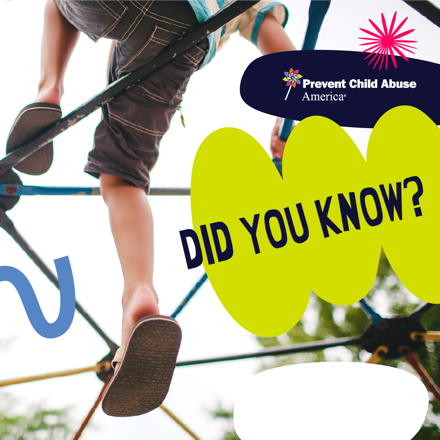 Prevent Child Abuse
America®
DID YOU KNOW?